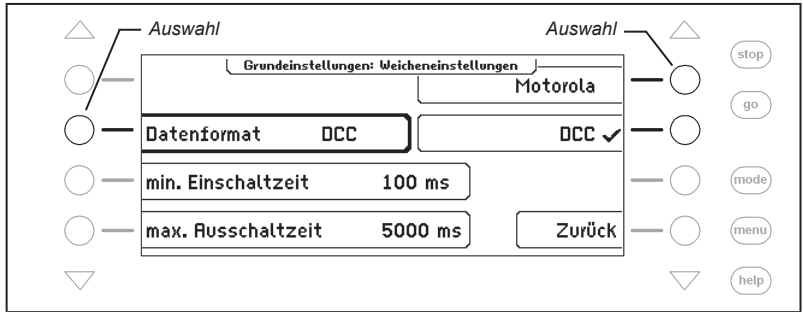 Auswahl Auswahl
Grundeinstellungen: Weicheneinstellungen
Motorola
Datenformat DCC DCC ✓
min. Einschaltzeit 100 ms
max. Ausschaltzeit 5000 ms Zurück
stop
go
mode
menu
help